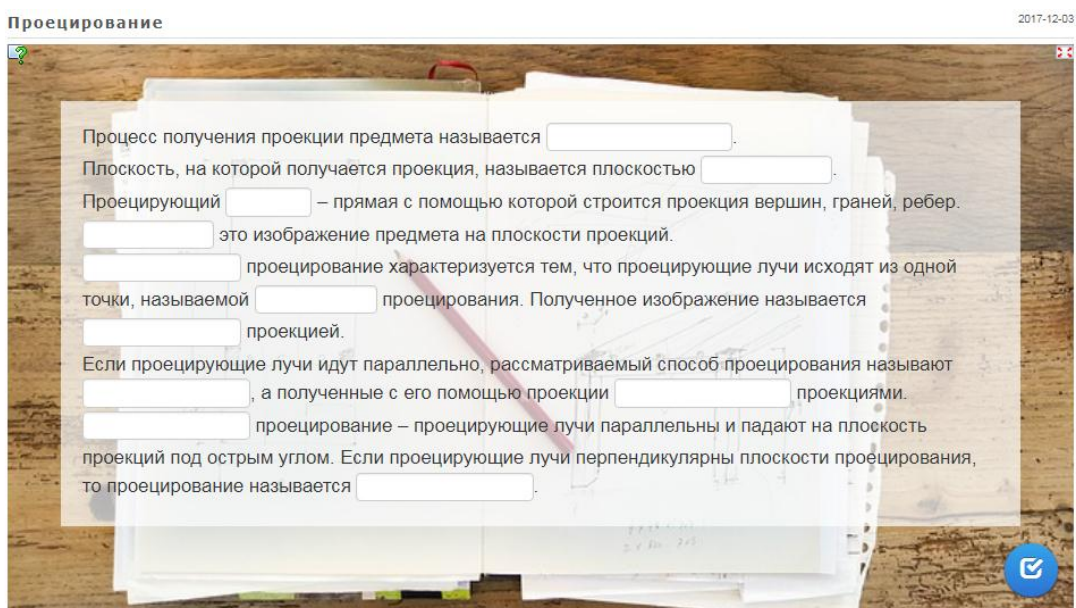 Проецирование
2017-12-03
Процесс получения проекции предмета называется .
Плоскость, на которой получается проекция, называется плоскостью .
Проецирующий – прямая с помощью которой строится проекция вершин, граней, ребер.
это изображение предмета на плоскости проекций.
проецирование характеризуется тем, что проецирующие лучи исходят из одной
точки, называемой проецирования. Полученное изображение называется
проекцией.
Если проецирующие лучи идут параллельно, рассматриваемый способ проецирования называют
, а полученные с его помощью проекции проекциями.
проецирование – проецирующие лучи параллельны и падают на плоскость
проекций под острым углом. Если проецирующие лучи перпендикулярны плоскости проецирования,
то проецирование называется .